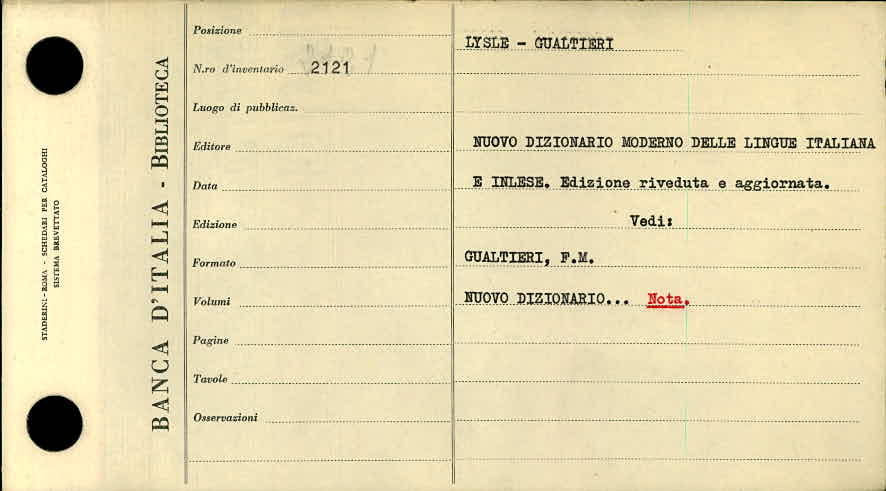 STADERINI - ROMA - SCHEDARI PER CATALOGHI
SISTEMA BREVETTATO
BANCA D'ITALIA - BIBLIOTECA
Posizione
N.ro d'inventario 2121
Luogo di pubblicaz.
Editore
Data
Edizione
Formato
Volumi
Pagine
Tavole
Osservazioni
LYSLE - GUALTIERI
NUOVO DIZIONARIO MODERNO DELLE LINGUE ITALIANA
E INLESE. Edizione riveduta e aggiornata.
Vedi:
GUALTIERI, F.M.
NUOVO DIZIONARIO... Nota.